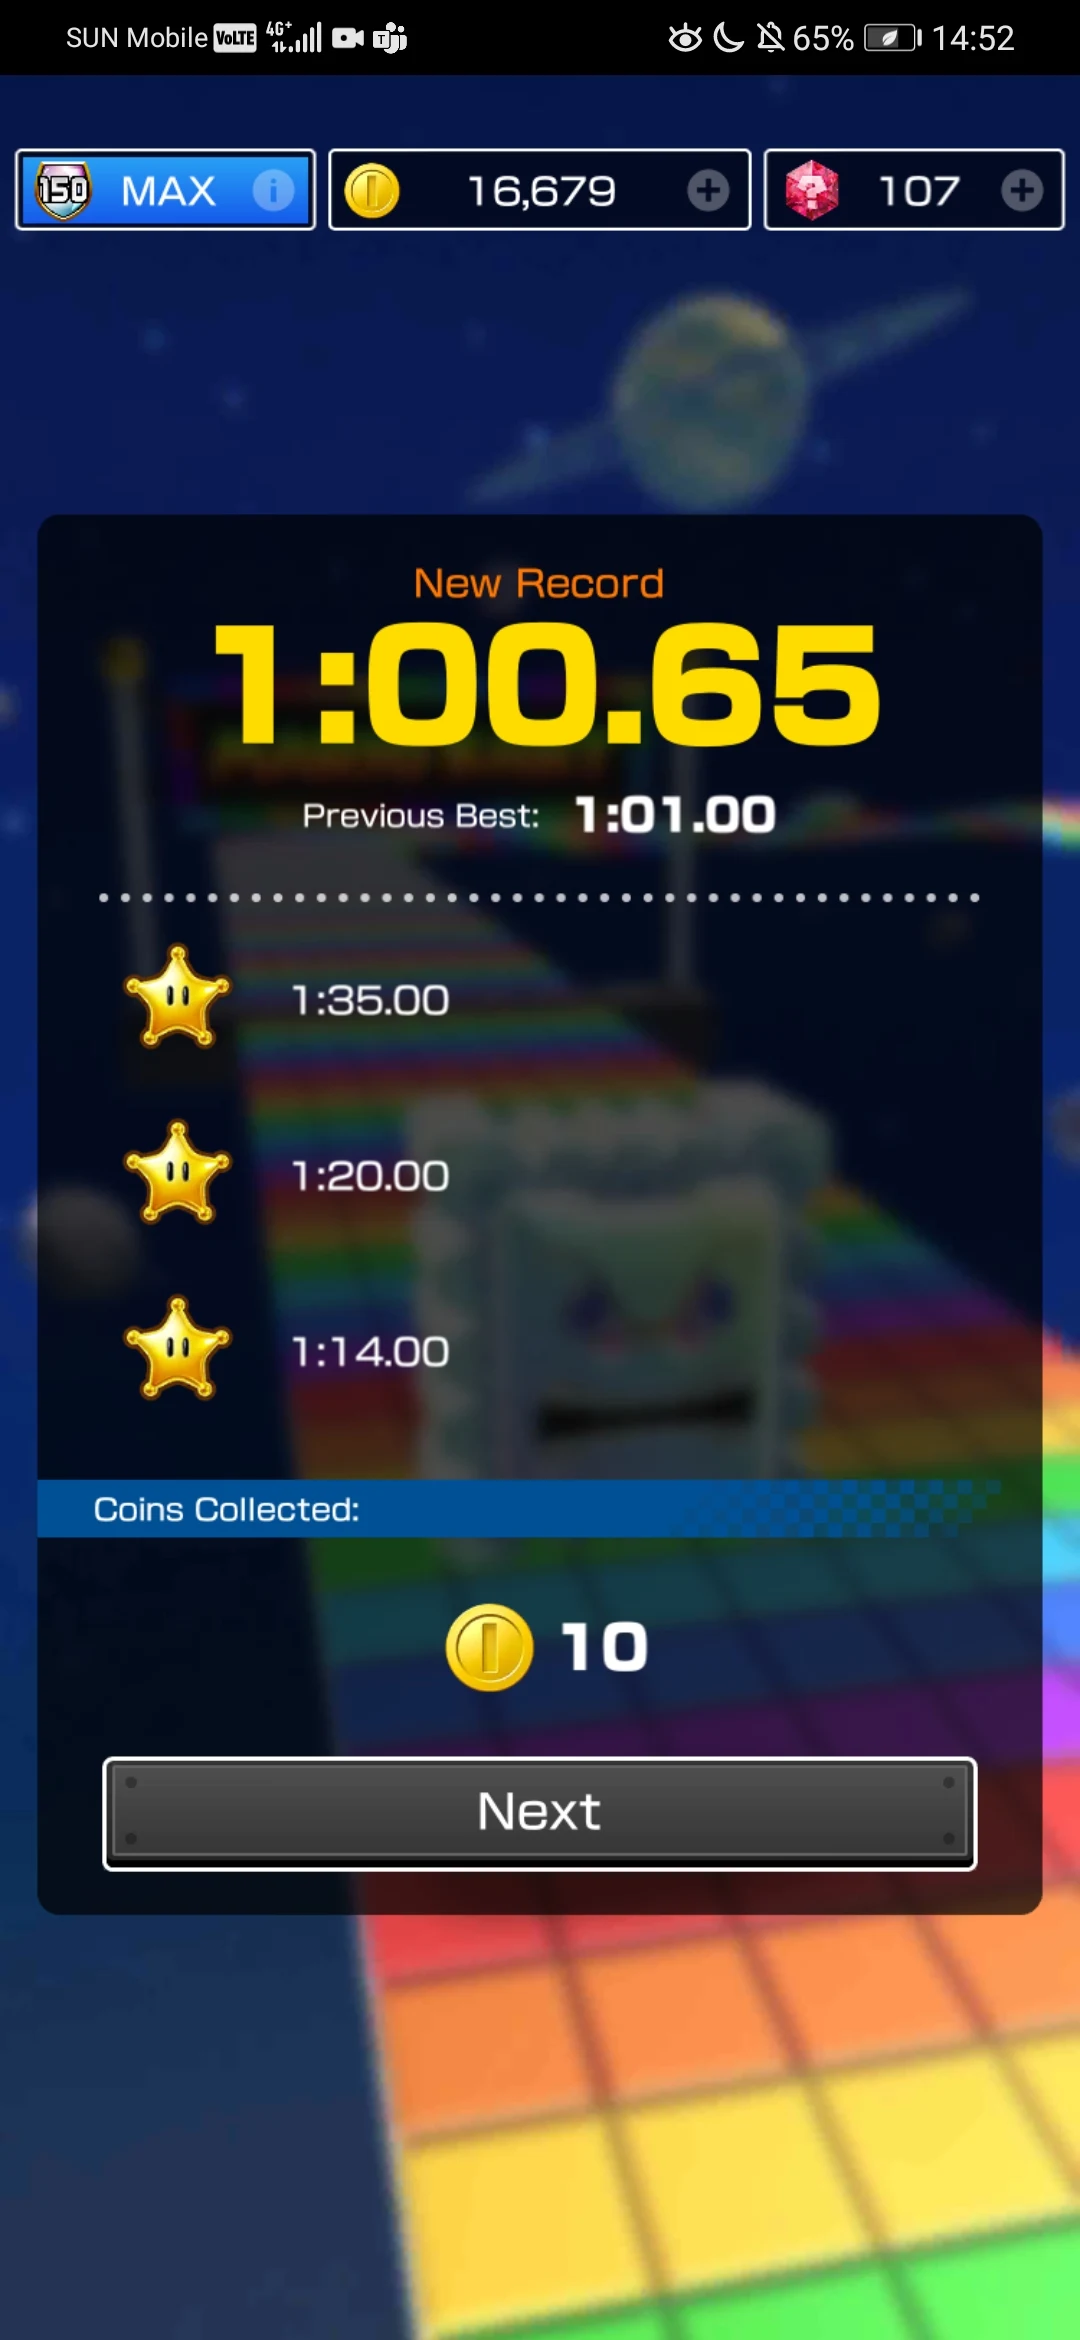 SUN Mobile VoLTE 4G+ 65% 14:52
150 MAX i 16,679 + 107 +
New Record
1:00.65
Previous Best: 1:01.00
1:35.00
1:20.00
1:14.00
Coins Collected:
10
Next